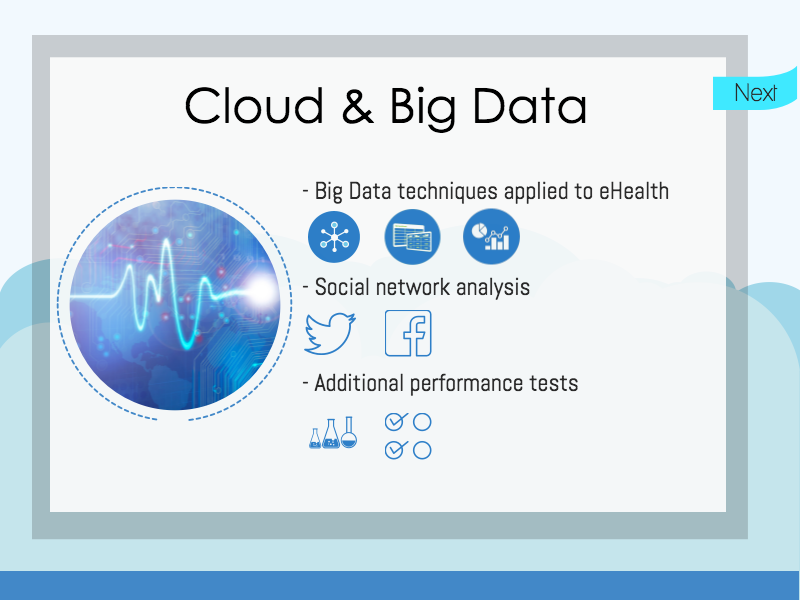 Cloud & Big Data
Next
- Big Data techniques applied to eHealth
- Social network analysis
- Additional performance tests